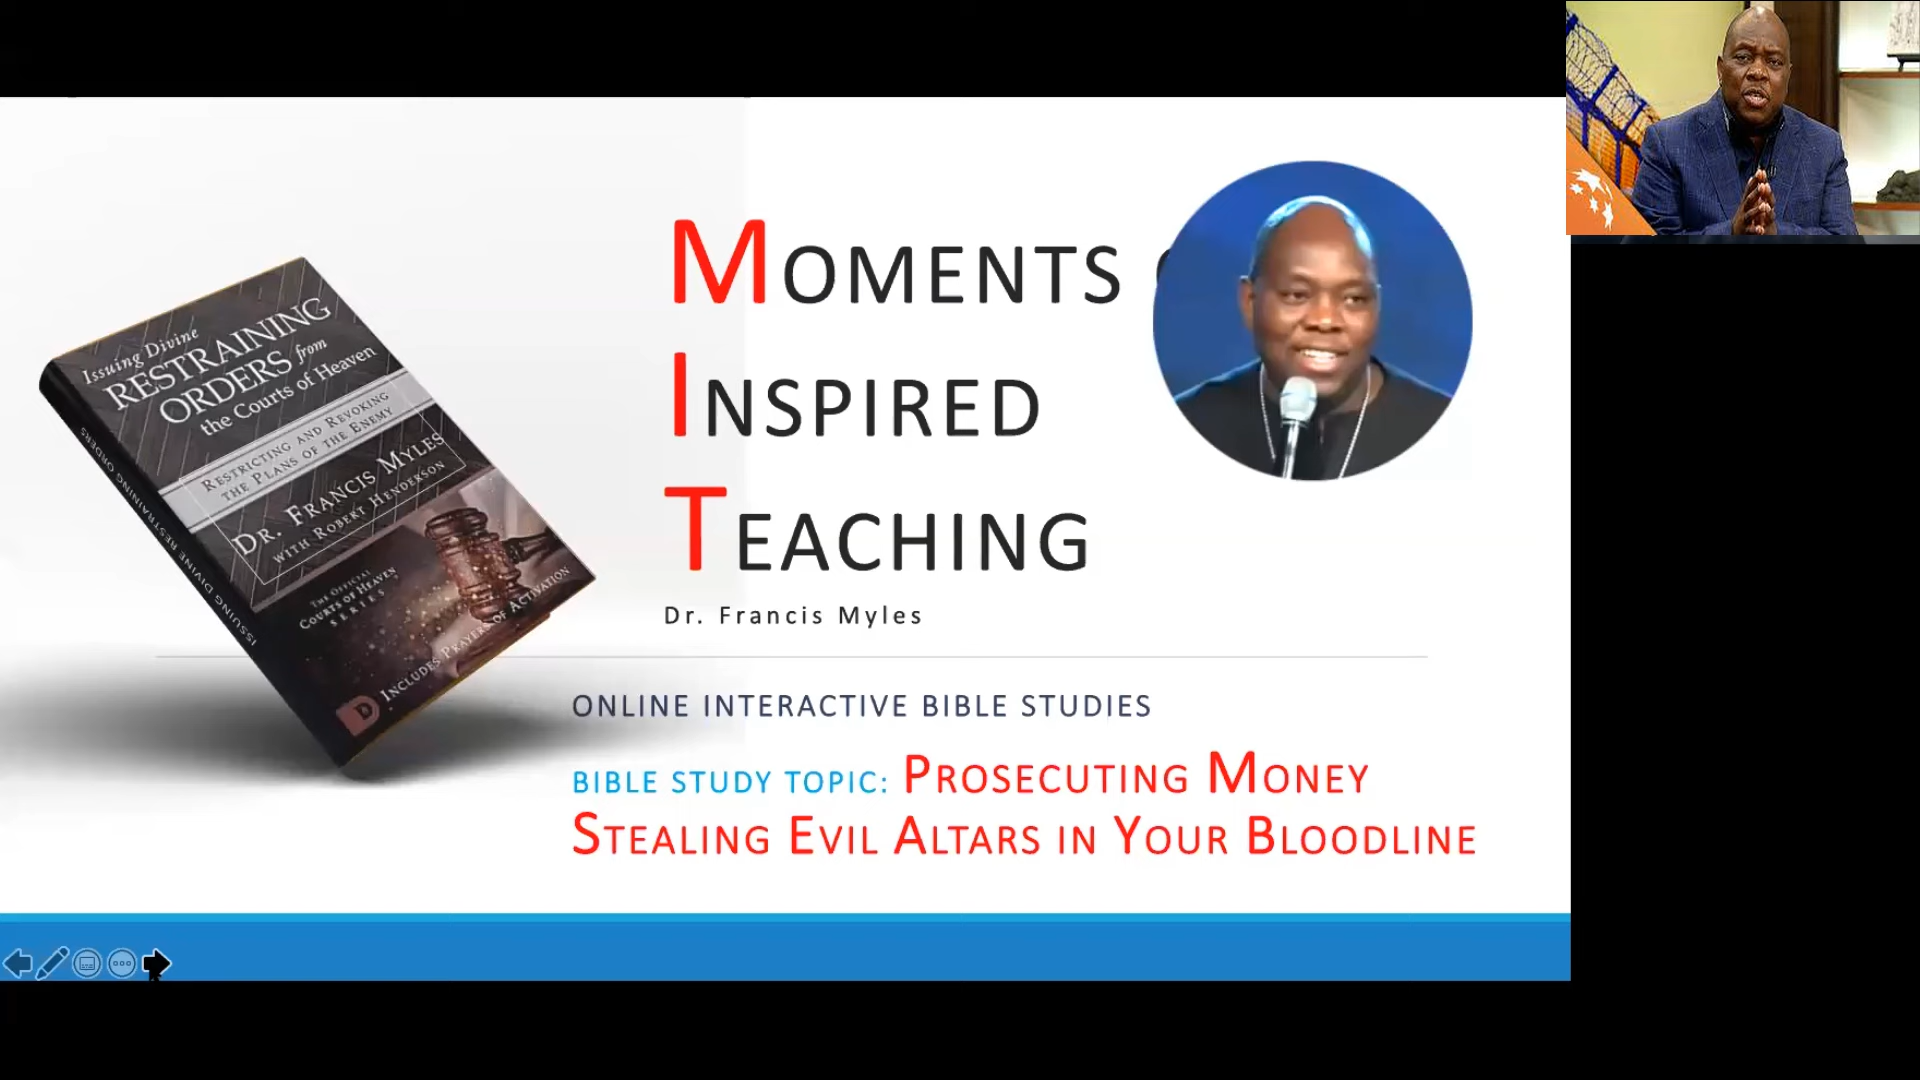 Issuing Divine
RESTRAINING
ORDERS from
the Courts of Heaven
RESTRICTING AND REVOKING
THE PLANS OF THE ENEMY
DR. FRANCIS MYLES
WITH ROBERT HENDERSON
THE OFFICIAL
COURTS OF HEAVEN
SERIES
INCLUDES PRAYERS OF ACTIVATION
ISSUING DIVINE RESTRAINING ORDERS
MOMENTS
INSPIRED
TEACHING
Dr. Francis Myles
ONLINE INTERACTIVE BIBLE STUDIES
BIBLE STUDY TOPIC: PROSECUTING MONEY
STEALING EVIL ALTARS IN YOUR BLOODLINE